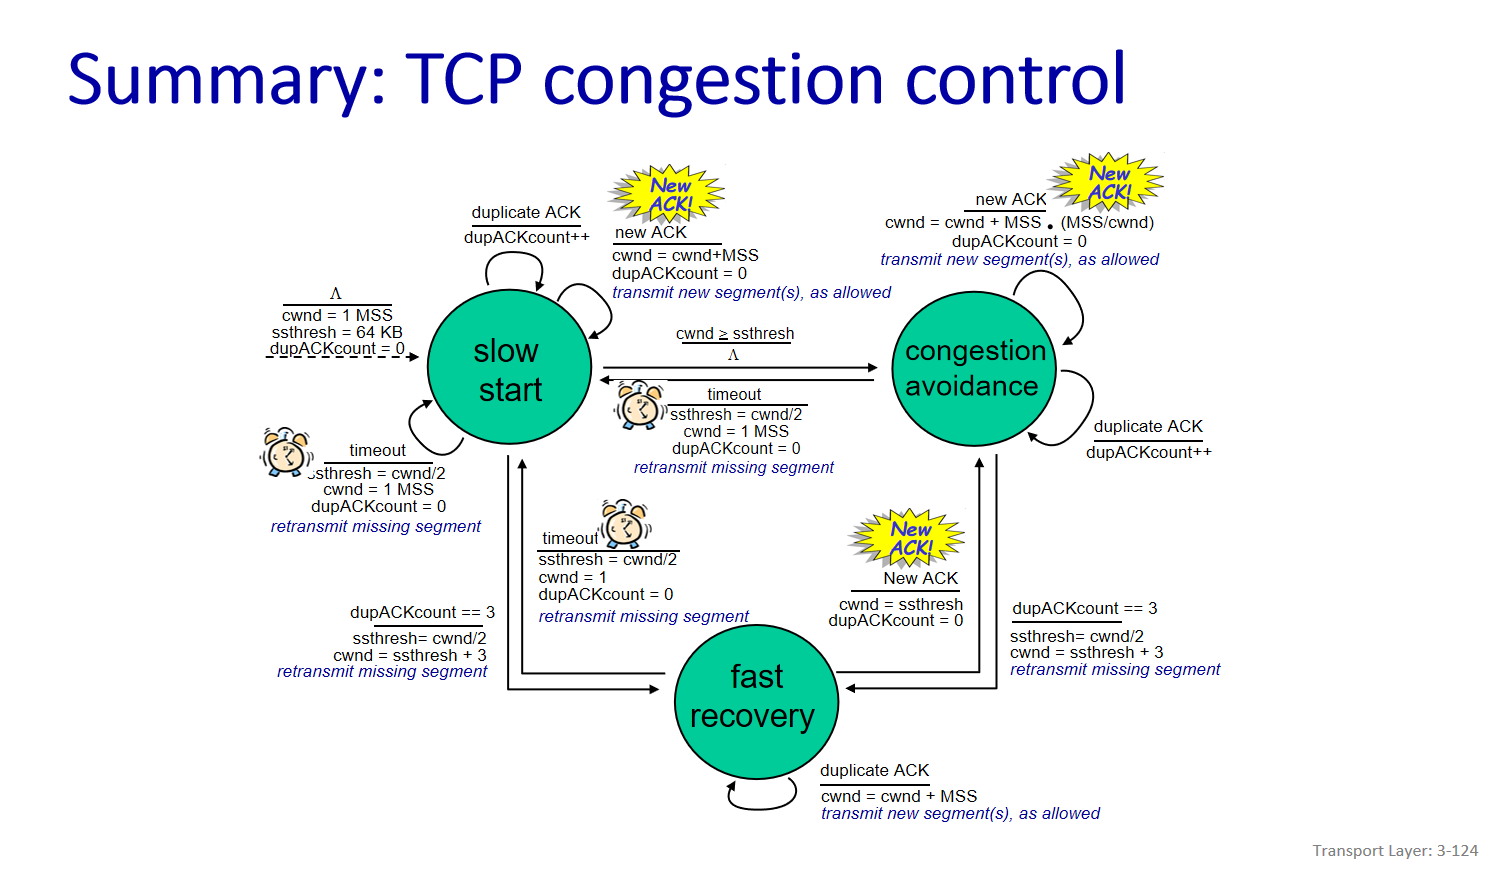 Summary: TCP congestion control
duplicate ACK
dupACKcount++
New
ACK!
new ACK
cwnd = cwnd+MSS
dupACKcount = 0
transmit new segment(s), as allowed
New
ACK!
new ACK
cwnd = cwnd + MSS • (MSS/cwnd)
dupACKcount = 0
transmit new segment(s), as allowed
Λ
cwnd = 1 MSS
ssthresh = 64 KB
dupACKcount = 0
slow
start
cwnd ≥ ssthresh
Λ
congestion
avoidance
timeout
ssthresh = cwnd/2
cwnd = 1 MSS
dupACKcount = 0
retransmit missing segment
timeout
ssthresh = cwnd/2
cwnd = 1 MSS
dupACKcount = 0
retransmit missing segment
duplicate ACK
dupACKcount++
timeout
ssthresh = cwnd/2
cwnd = 1
dupACKcount = 0
retransmit missing segment
New
ACK!
New ACK
cwnd = ssthresh
dupACKcount = 0
dupACKcount == 3
ssthresh= cwnd/2
cwnd = ssthresh + 3
retransmit missing segment
dupACKcount == 3
ssthresh= cwnd/2
cwnd = ssthresh + 3
retransmit missing segment
fast
recovery
duplicate ACK
cwnd = cwnd + MSS
transmit new segment(s), as allowed
Transport Layer: 3-124